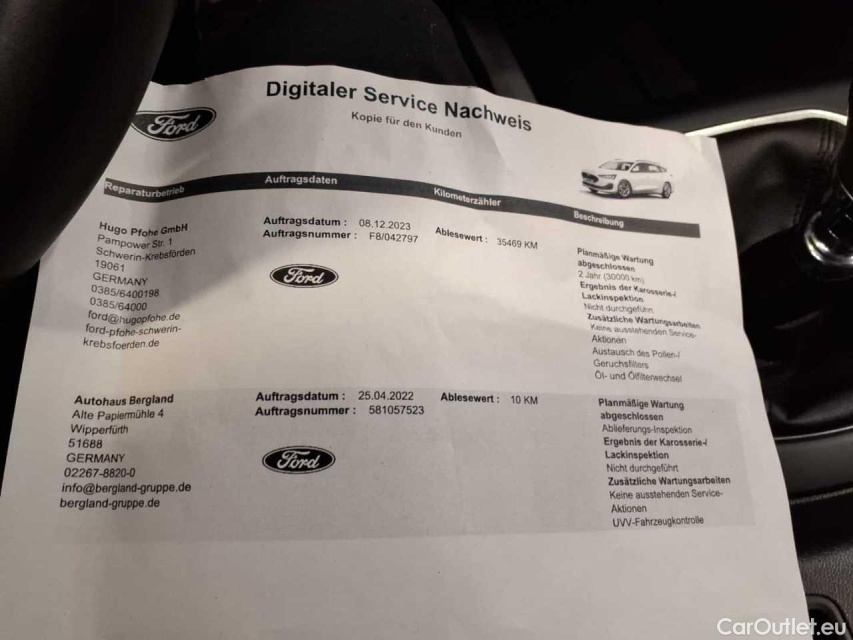 Digitaler Service Nachweis
Kopie für den Kunden
Ford
Reparaturbetrieb
Auftragsdaten
Kilometerzähler
Beschreibung
Hugo Pfohe GmbH
Pampower Str. 1
Schwerin-Krebsförden
19061
GERMANY
0385/6400198
0385/64000
ford@hugopfohe.de
ford-pfohe-schwerin-
krebsfoerden.de
Auftragsdatum : 08.12.2023
Auftragsnummer : F8/042797
Ford
Ablesewert : 35469 KM
Planmäßige Wartung
abgeschlossen
2 Jahr (30000 km)
Ergebnis der Karosserie-/
Lackinspektion
Nicht durchgeführt
Zusätzliche Wartungsarbeiten
Keine ausstehenden Service-
Aktionen
Austausch des Pollen-/
Geruchsfilters
Öl- und Ölfilterwechsel
Autohaus Bergland
Alte Papiermühle 4
Wipperfürth
51688
GERMANY
02267-8820-0
info@bergland-gruppe.de
bergland-gruppe.de
Auftragsdatum : 25.04.2022
Auftragsnummer : 581057523
Ford
Ablesewert : 10 KM
Planmäßige Wartung
abgeschlossen
Ablieferungs-Inspektion
Ergebnis der Karosserie-/
Lackinspektion
Nicht durchgeführt
Zusätzliche Wartungsarbeiten
Keine ausstehenden Service-
Aktionen
UVV-Fahrzeugkontrolle
CarOutlet.eu